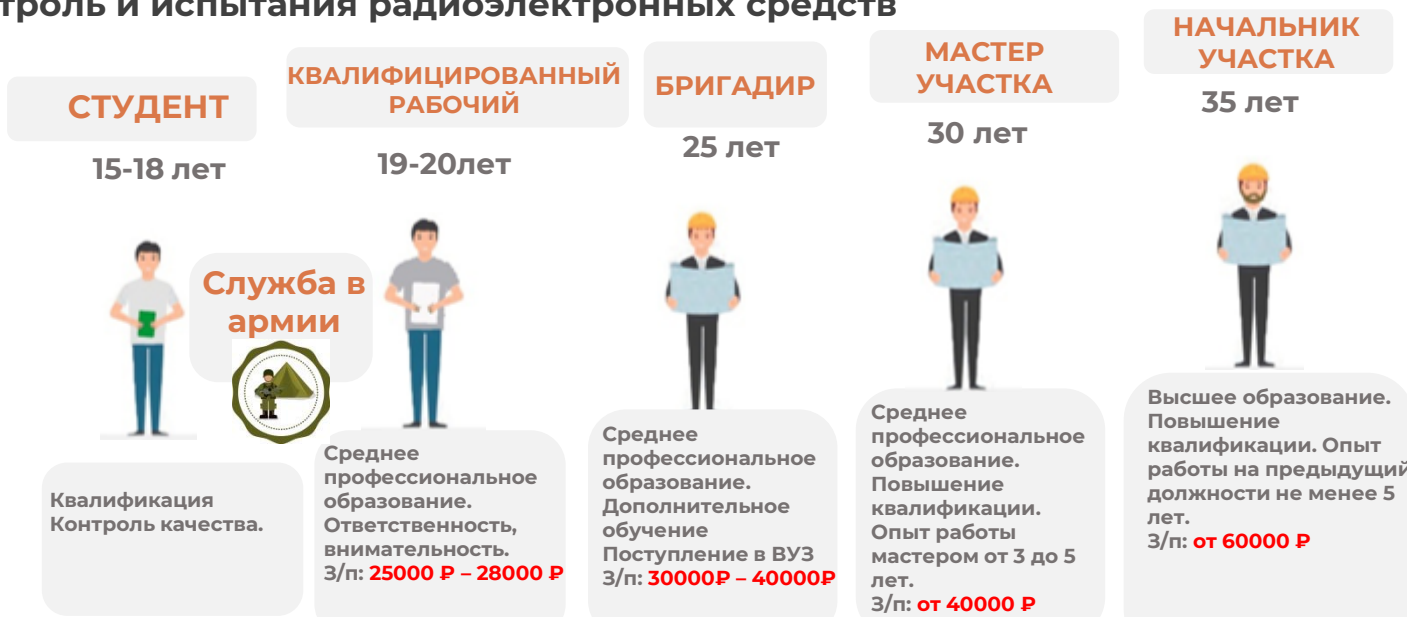 троль и испытания радиоэлектронных средств
СТУДЕНТ
15-18 лет
Квалификация
Контроль качества.
Служба в
армии
КВАЛИФИЦИРОВАННЫЙ
РАБОЧИЙ
19-20лет
Среднее
профессиональное
образование.
Ответственность,
внимательность.
З/п: 25000 ₽ – 28000 ₽
БРИГАДИР
25 лет
Среднее
профессиональное
образование.
Дополнительное
обучение
Поступление в ВУЗ
З/п: 30000₽ – 40000₽
МАСТЕР
УЧАСТКА
30 лет
Среднее
профессиональное
образование.
Повышение
квалификации.
Опыт работы
мастером от 3 до 5
лет.
З/п: от 40000 ₽
НАЧАЛЬНИК
УЧАСТКА
35 лет
Высшее образование.
Повышение
квалификации. Опыт
работы на предыдущий
должности не менее 5
лет.
З/п: от 60000 ₽